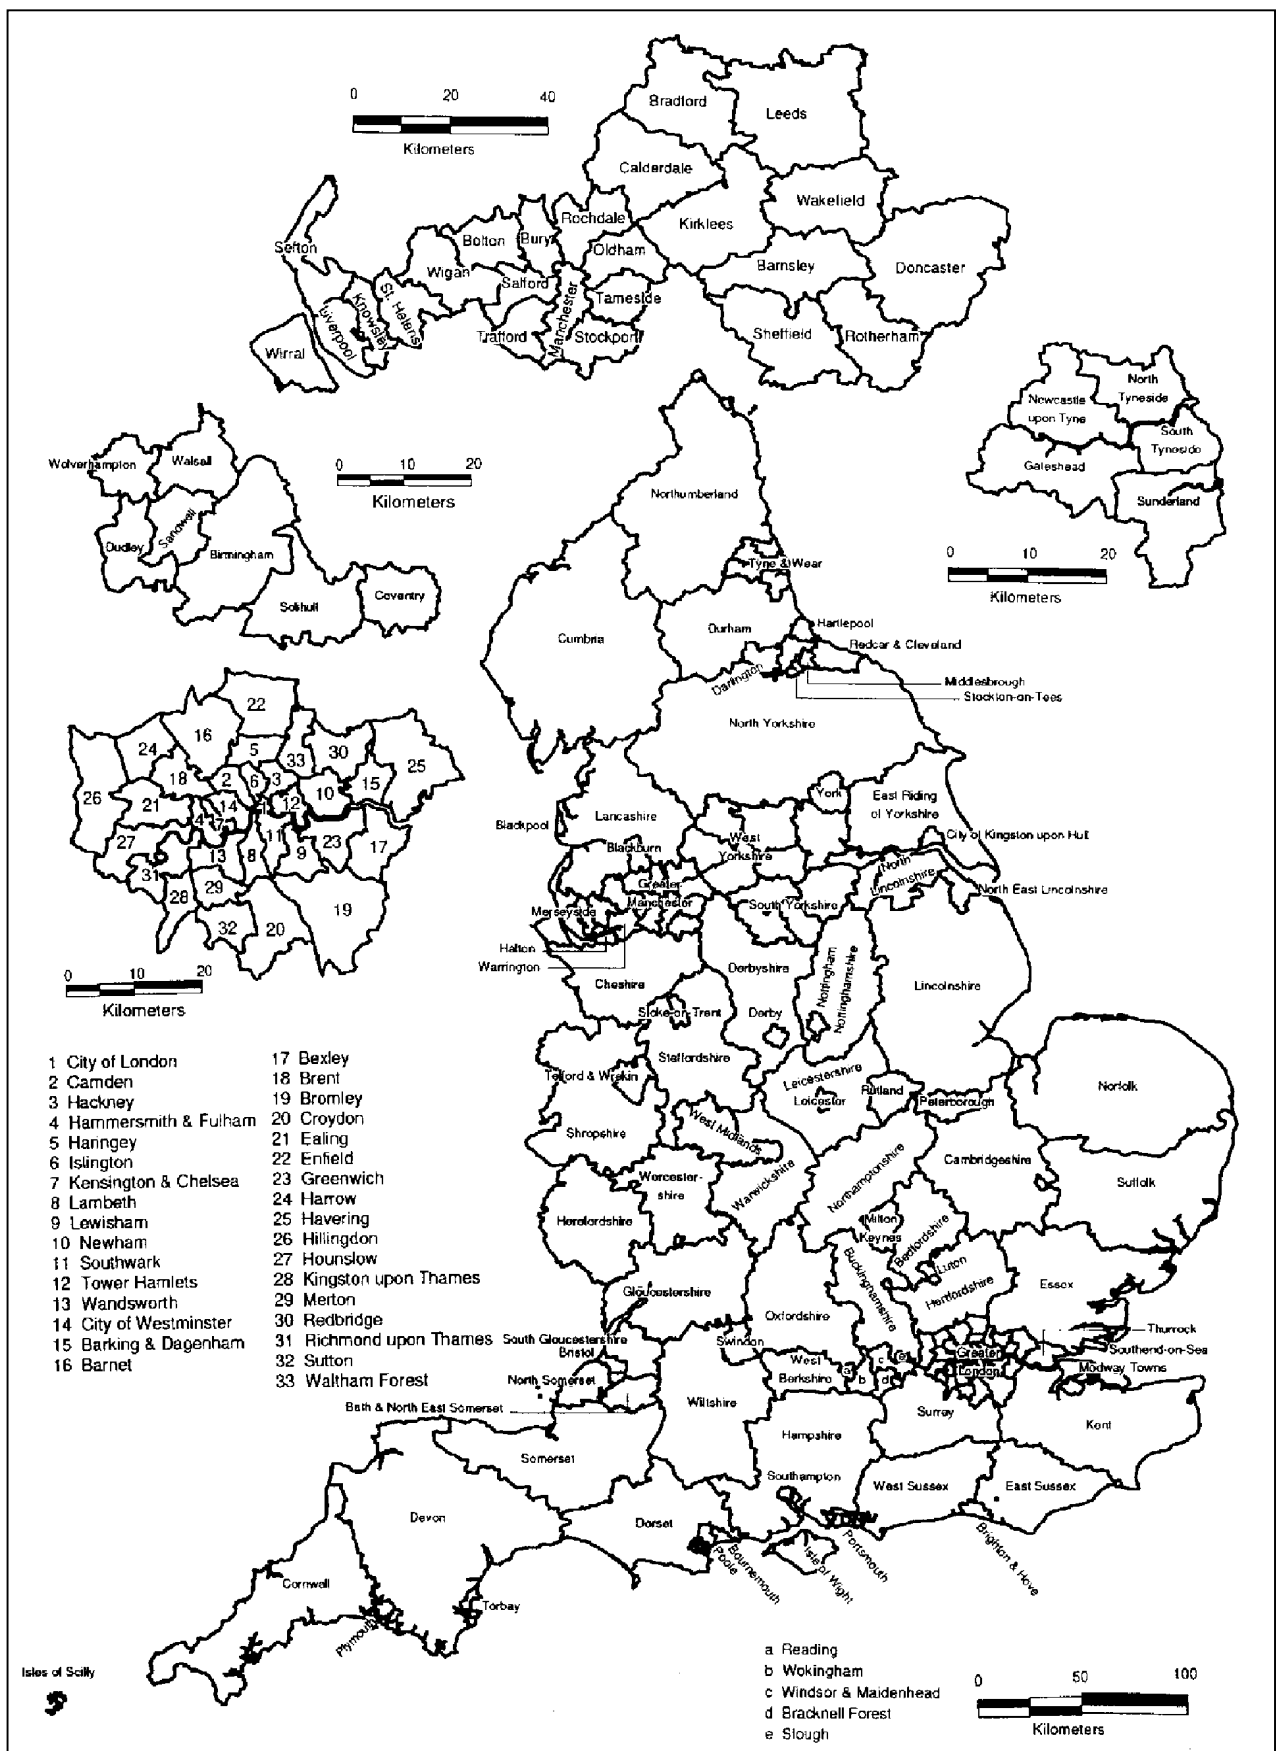 0 20 40
Kilometers
Bradford
Leeds
Calderdale
Wakefield
Kirklees
Rochdale
Bolton
Bury
Oldham
Sefton
Wigan
Salford
Barnsley
Doncaster
St. Helens
Knowsley
Liverpool
Manchester
Tameside
Trafford
Stockport
Wirral
Sheffield
Rotherham
North
Tyneside
Newcastle
upon Tyne
South
Tyneside
Gateshead
Sunderland
0 10 20
Kilometers
Wolverhampton
Walsall
Sandwell
Dudley
Birmingham
Solihull
Coventry
0 10 20
Kilometers
22
16
24
5
33
30
25
18
2
6
3
15
26
21
14
1
12
10
4
7
11
27
13
8
9
23
17
31
28
29
19
32
20
0 10 20
Kilometers
1 City of London
2 Camden
3 Hackney
4 Hammersmith & Fulham
5 Haringey
6 Islington
7 Kensington & Chelsea
8 Lambeth
9 Lewisham
10 Newham
11 Southwark
12 Tower Hamlets
13 Wandsworth
14 City of Westminster
15 Barking & Dagenham
16 Barnet
17 Bexley
18 Brent
19 Bromley
20 Croydon
21 Ealing
22 Enfield
23 Greenwich
24 Harrow
25 Havering
26 Hillingdon
27 Hounslow
28 Kingston upon Thames
29 Merton
30 Redbridge
31 Richmond upon Thames
32 Sutton
33 Waltham Forest
Northumberland
Tyne & Wear
Cumbria
Durham
Hartlepool
Redcar & Cleveland
Darlington
Middlesbrough
Stockton-on-Tees
North Yorkshire
York
East Riding
of Yorkshire
Lancashire
Blackpool
West
Yorkshire
City of Kingston upon Hull
Blackburn
North
Lincolnshire
Greater
Manchester
North East Lincolnshire
Merseyside
South Yorkshire
Halton
Warrington
Cheshire
Derbyshire
Nottingham
Nottinghamshire
Lincolnshire
Stoke-on-Trent
Derby
Staffordshire
Telford & Wrekin
Leicestershire
Leicester
Rutland
Peterborough
Norfolk
Shropshire
West Midlands
Worcester-
shire
Warwickshire
Northamptonshire
Cambridgeshire
Suffolk
Herefordshire
Milton
Keynes
Bedfordshire
Luton
Buckinghamshire
Hertfordshire
Essex
Gloucestershire
Oxfordshire
South Gloucestershire
Bristol
Swindon
Greater
London
Thurrock
Southend-on-Sea
Medway Towns
North Somerset
West
Berkshire
a
b
c
d
e
Bath & North East Somerset
Wiltshire
Surrey
Kent
Somerset
Hampshire
Southampton
West Sussex
East Sussex
Devon
Dorset
Poole
Bournemouth
Isle of Wight
Portsmouth
Brighton & Hove
Cornwall
Plymouth
Torbay
Isles of Scilly
a Reading
b Wokingham
c Windsor & Maidenhead
d Bracknell Forest
e Slough
0 50 100
Kilometers